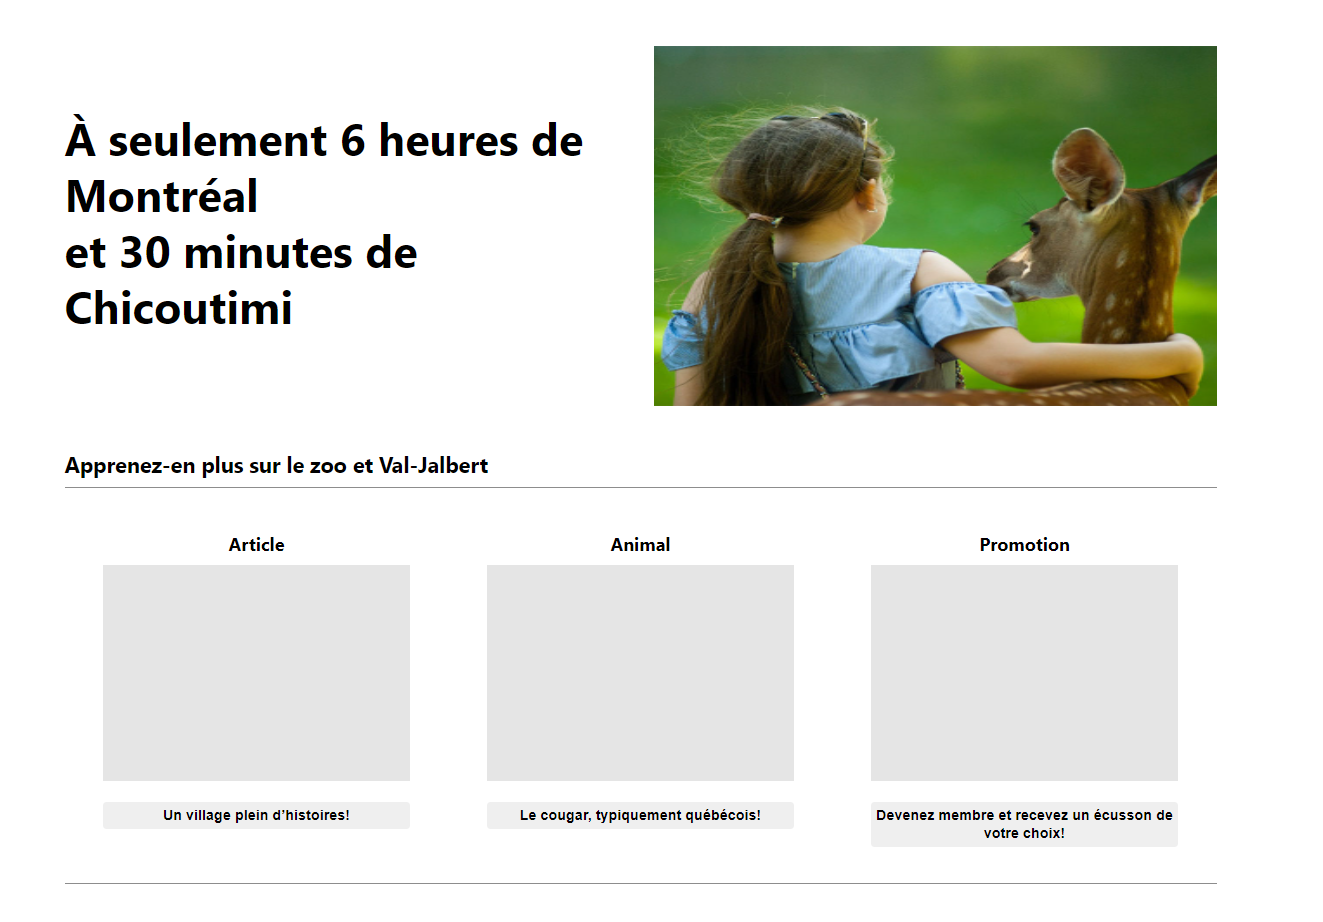 À seulement 6 heures de
Montréal
et 30 minutes de
Chicoutimi
Apprenez-en plus sur le zoo et Val-Jalbert
Article
Animal
Promotion
Un village plein d’histoires!
Le cougar, typiquement québécois!
Devenez membre et recevez un écusson de
votre choix!